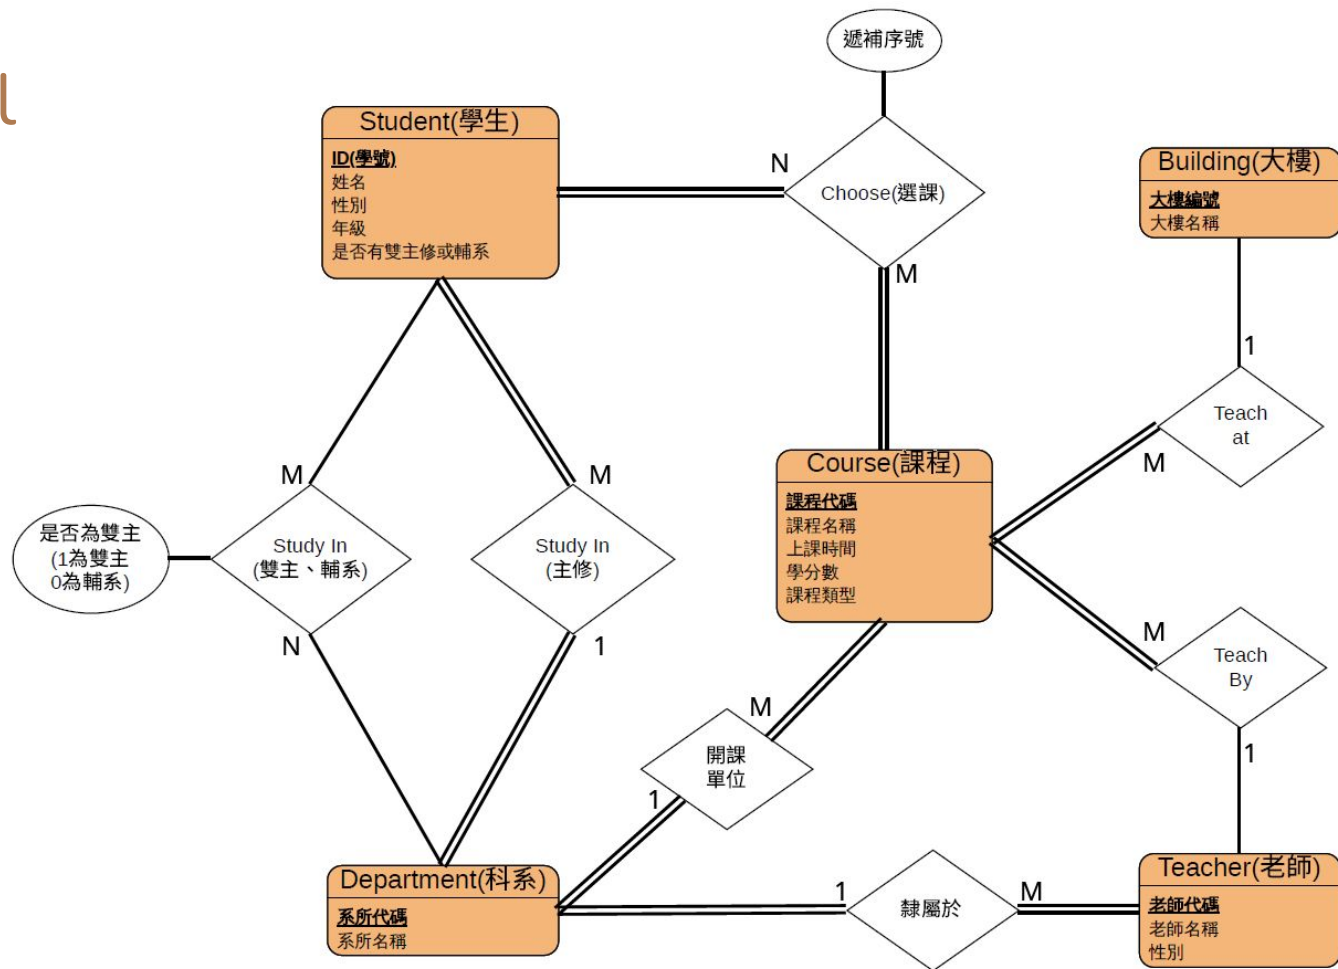 l
遞補序號
Student(學生)
ID(學號)
姓名
性別
年級
是否有雙主修或輔系
N
Choose(選課)
M
Building(大樓)
大樓編號
大樓名稱
1
Teach
at
M
Course(課程)
課程代碼
課程名稱
上課時間
學分數
課程類型
M
M
是否為雙主
(1為雙主
0為輔系)
Study In
(雙主、輔系)
Study In
(主修)
N
1
M
Teach
By
1
M
開課
單位
1
Department(科系)
系所代碼
系所名稱
1
隸屬於
M
Teacher(老師)
老師代碼
老師名稱
性別